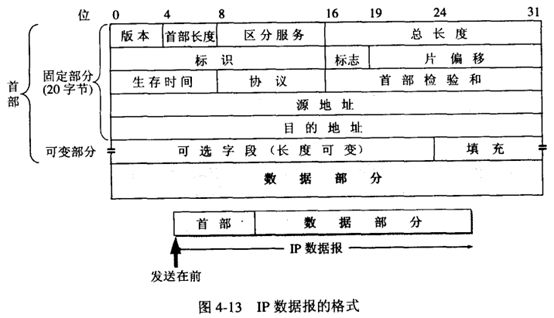 位 0 4 8 16 19 24 31
版本 首部长度 区分服务 总长度
标识 标志 片偏移
生存时间 协议 首部检验和
源地址
目的地址
可选字段（长度可变） 填充
数据部分
首部
固定部分
(20 字节)
可变部分
首部 数据部分
IP 数据报
发送在前
图 4-13 IP 数据报的格式